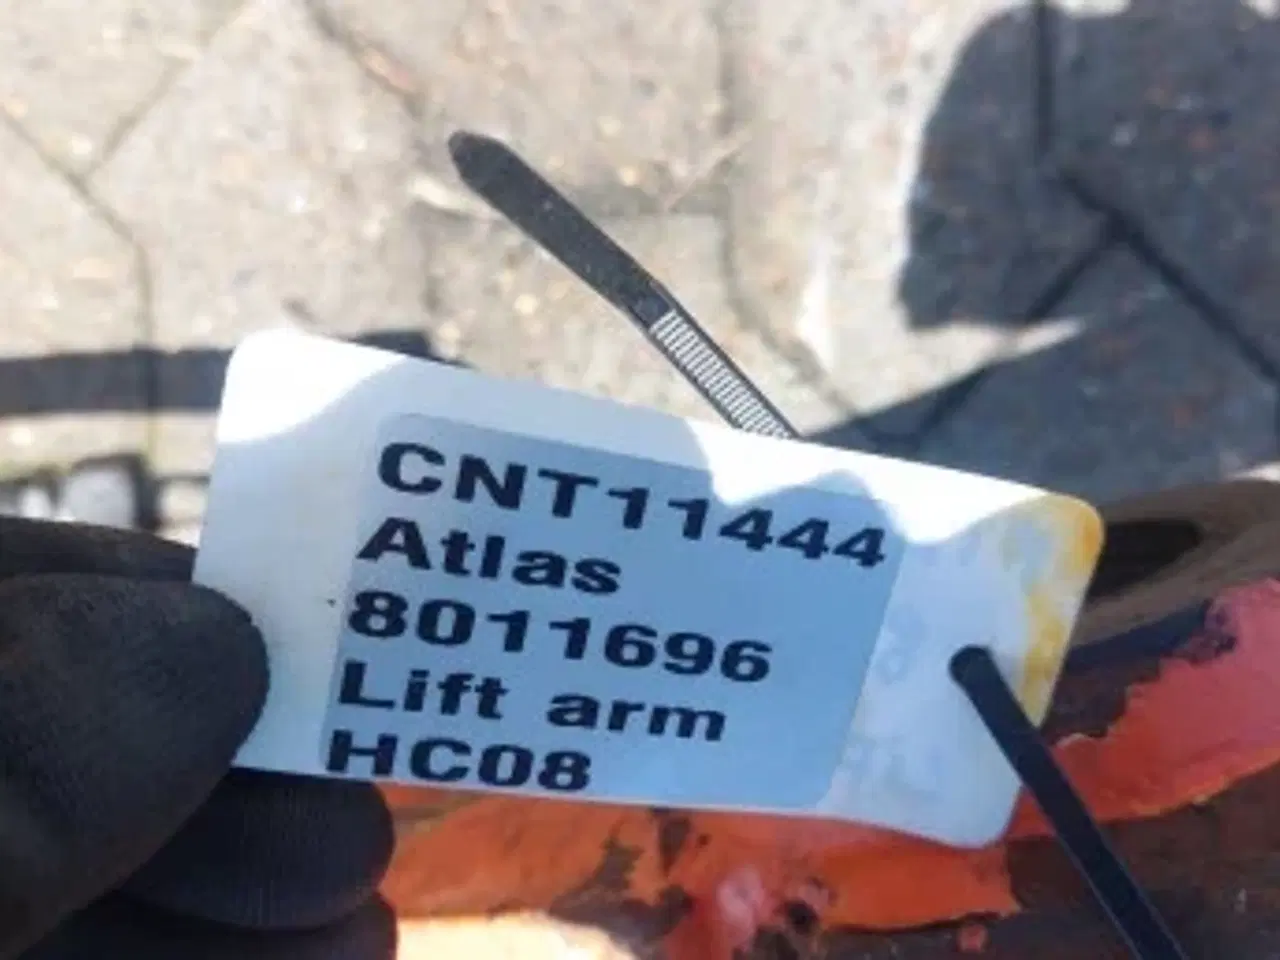 CNT11444
Atlas
8011696
Lift arm
HC08